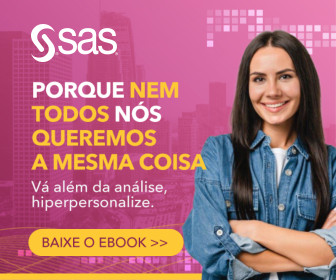 sas
PORQUE NEM
TODOS NÓS
QUEREMOS
A MESMA COISA
Vá além da análise,
hiperpersonalize.
BAIXE O EBOOK >>